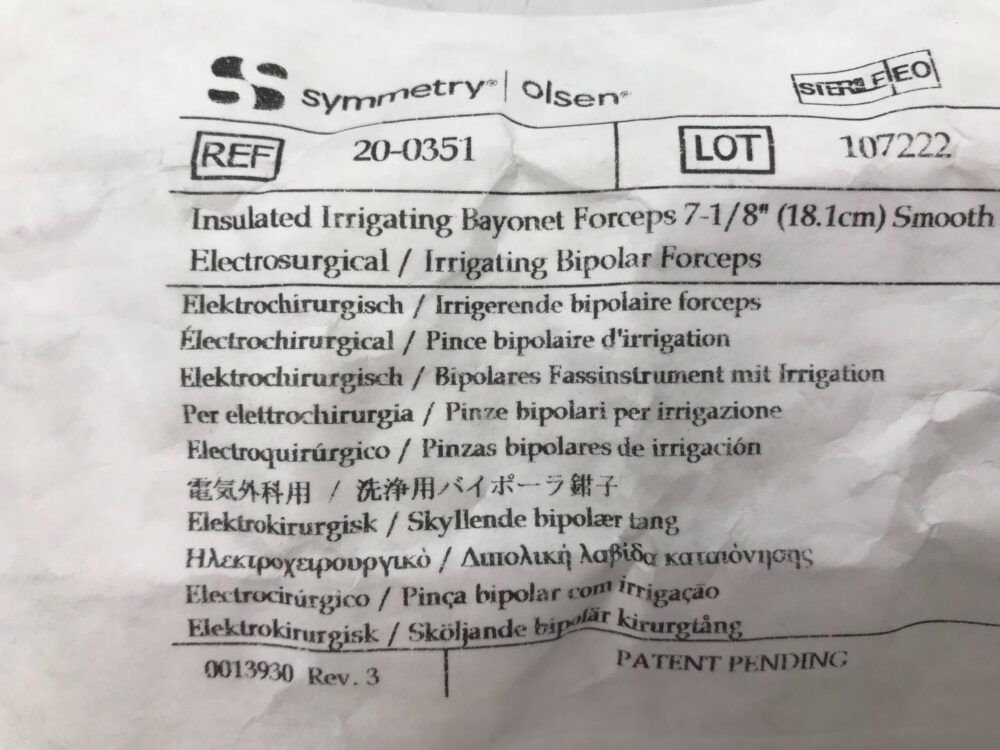 Symmetry® | Olsen® STERILE EO
REF 20-0351 LOT 107222
Insulated Irrigating Bayonet Forceps 7-1/8" (18.1cm) Smooth
Electrosurgical / Irrigating Bipolar Forceps
Elektrochirurgisch / Irrigerende bipolaire forceps
Électrochirurgical / Pince bipolaire d'irrigation
Elektrochirurgisch / Bipolares Fassinstrument mit Irrigation
Per elettrochirurgia / Pinze bipolari per irrigazione
Electroquirúrgico / Pinzas bipolares de irrigación
電気外科用 / 洗浄用バイポーラ鉗子
Elektrokirurgisk / Skyllende bipolær tang
Ηλεκτροχειρουργικὸ / Διπολικὴ λαβίδα καταιόνησης
Electrocirúrgico / Pinça bipolar com irrigação
Elektrokirurgisk / Sköljande bipolär kirurgtång
0013930 Rev. 3 PATENT PENDING